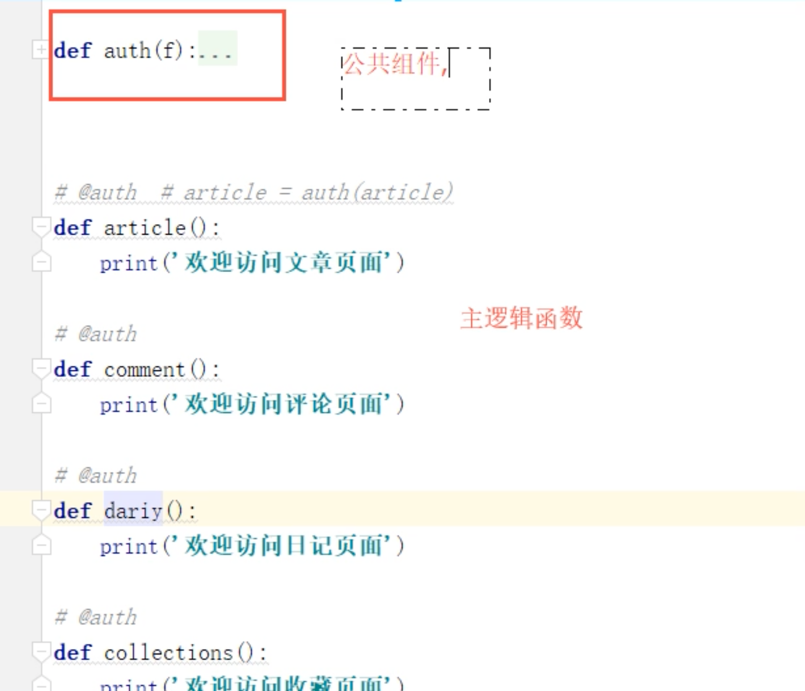 def auth(f):...
公共组件,
# @auth  # article = auth(article)
def article():
    print('欢迎访问文章页面')
主逻辑函数
# @auth
def comment():
    print('欢迎访问评论页面')
# @auth
def dariy():
    print('欢迎访问日记页面')
# @auth
def collections():
    print('欢迎访问收藏页面')